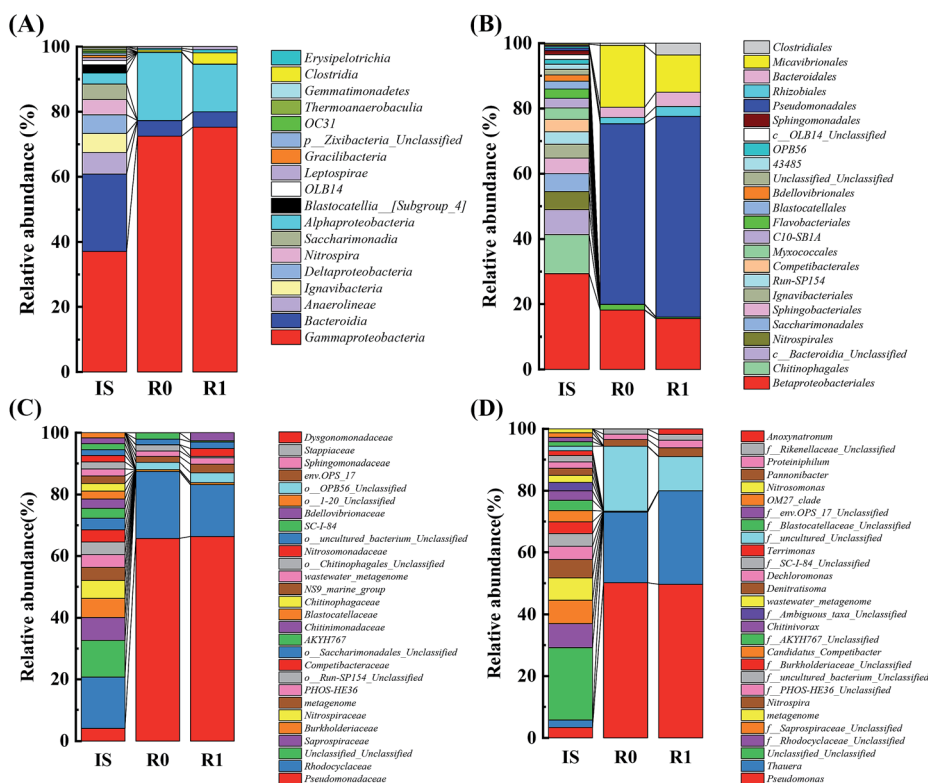 (A)
Relative abundance (%)
100
80
60
40
20
0
IS
R0
R1
Erysipelotrichia
Clostridia
Gemmatimonadetes
Thermoanaerobaculia
OC31
p__Zixibacteria_Unclassified
Gracilibacteria
Leptospirae
OLB14
Blastocatellia__[Subgroup_4]
Alphaproteobacteria
Saccharimonadia
Nitrospira
Deltaproteobacteria
Ignavibacteria
Anaerolineae
Bacteroidia
Gammaproteobacteria
(B)
Relative abundance (%)
100
80
60
40
20
0
IS
R0
R1
Clostridiales
Micavibrionales
Bacteroidales
Rhizobiales
Pseudomonadales
Sphingomonadales
c__OLB14_Unclassified
OPB56
43485
Unclassified_Unclassified
Bdellovibrionales
Blastocatellales
Flavobacteriales
C10-SB1A
Myxococcales
Competibacterales
Run-SP154
Ignavibacteriales
Sphingobacteriales
Saccharimonadales
Nitrospirales
c__Bacteroidia_Unclassified
Chitinophagales
Betaproteobacteriales
(C)
Relative abundance(%)
100
80
60
40
20
0
IS
R0
R1
Dysgonomonadaceae
Stappiaceae
Sphingomonadaceae
env.OPS_17
o__OPB56_Unclassified
o__1-20_Unclassified
Bdellovibrionaceae
SC-I-84
o__uncultured_bacterium_Unclassified
Nitrosomonadaceae
o__Chitinophagales_Unclassified
wastewater_metagenome
NS9_marine_group
Chitinophagaceae
Blastocatellaceae
Chitinimonadaceae
AKYH767
o__Saccharimonadales_Unclassified
Competibacteraceae
o__Run-SP154_Unclassified
PHOS-HE36
metagenome
Nitrospiraceae
Burkholderiaceae
Saprospiraceae
Unclassified_Unclassified
Rhodocyclaceae
Pseudomonadaceae
(D)
Relative abundance(%)
100
80
60
40
20
0
IS
R0
R1
Anoxynatronum
f__Rikenellaceae_Unclassified
Proteiniphilum
Pannonibacter
Nitrosomonas
OM27_clade
f__env.OPS_17_Unclassified
f__Blastocatellaceae_Unclassified
f__uncultured_Unclassified
Terrimonas
f__SC-I-84_Unclassified
Dechloromonas
Denitratisoma
wastewater_metagenome
f__Ambiguous_taxa_Unclassified
Chitinivorax
f__AKYH767_Unclassified
Candidatus_Competibacter
f__Burkholderiaceae_Unclassified
f__uncultured_bacterium_Unclassified
f__PHOS-HE36_Unclassified
Nitrospira
metagenome
f__Saprospiraceae_Unclassified
f__Rhodocyclaceae_Unclassified
Unclassified_Unclassified
Thauera
Pseudomonas